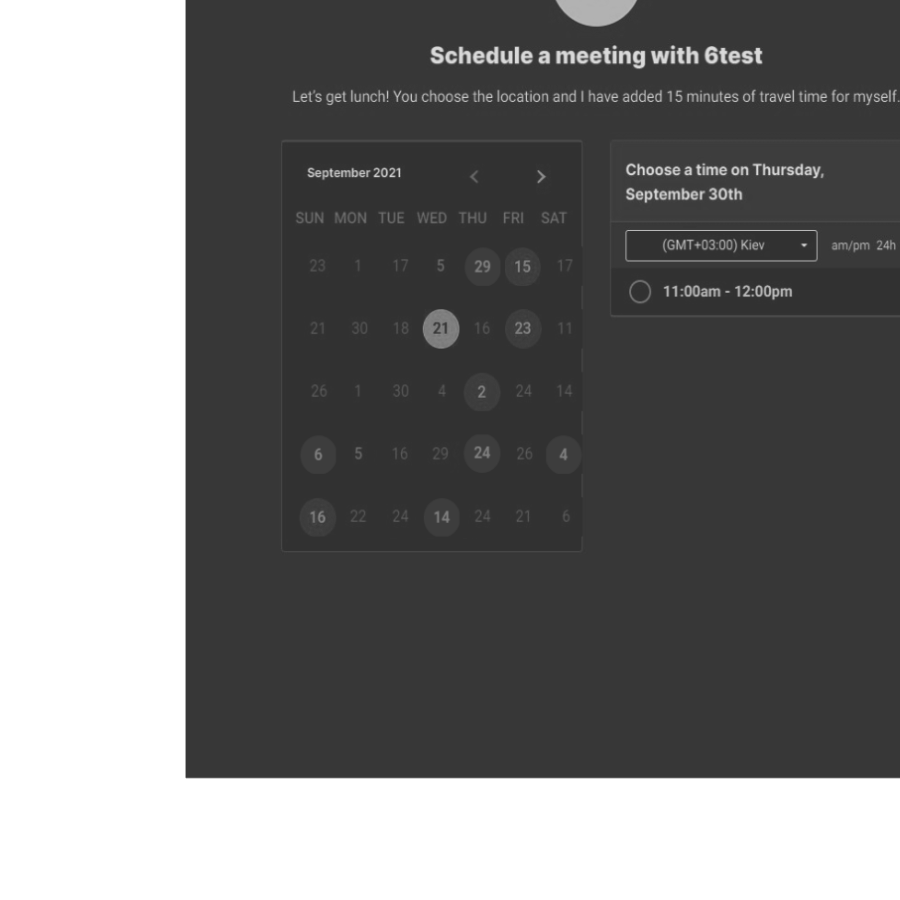 Schedule a meeting with 6test
Let's get lunch! You choose the location and I have added 15 minutes of travel time for myself.
September 2021
SUN MON TUE WED THU FRI SAT
23 1 17 5 29 15 17
21 30 18 21 16 23 11
26 1 30 4 2 24 14
6 5 16 29 24 26 4
16 22 24 14 24 21 6
Choose a time on Thursday,
September 30th
(GMT+03:00) Kiev am/pm 24h
11:00am - 12:00pm